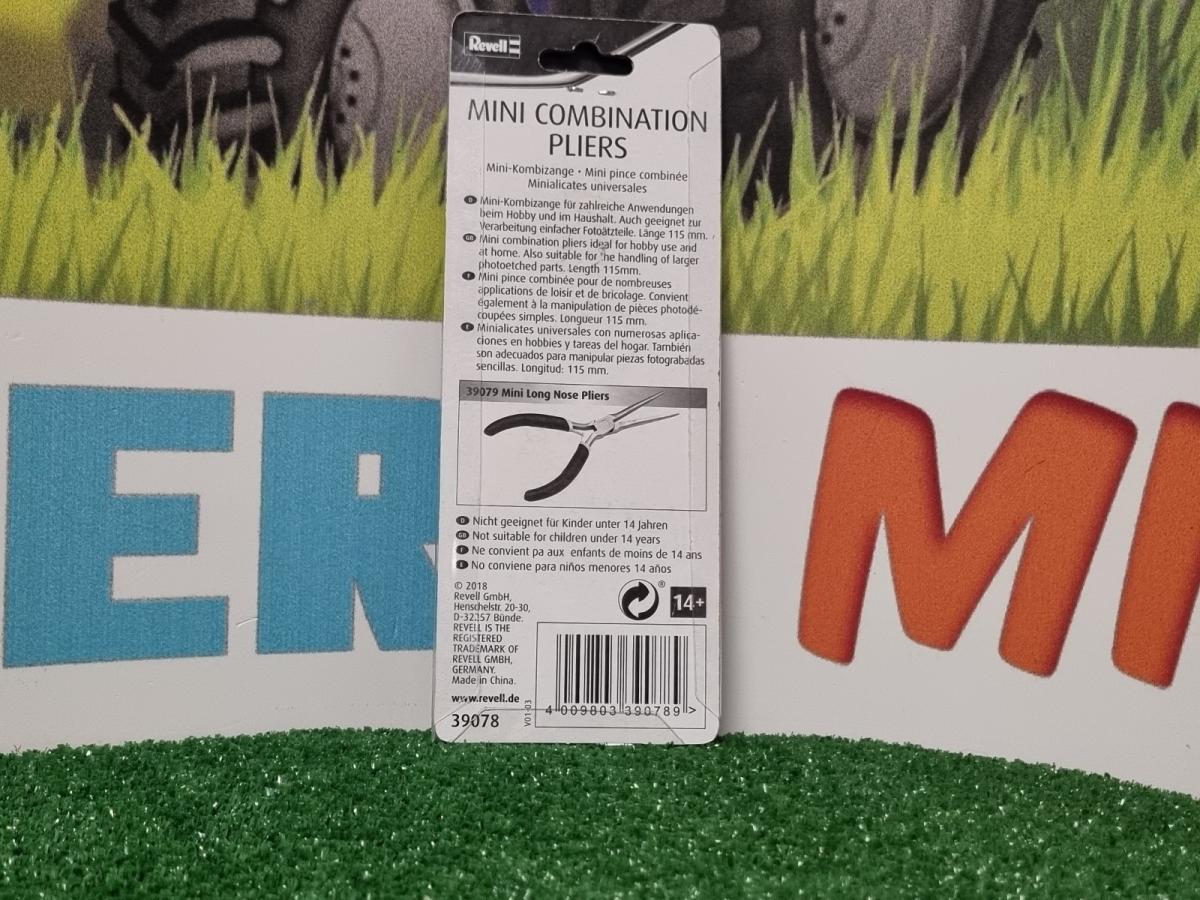 Revell
MINI COMBINATION
PLIERS
Mini-Kombizange · Mini pince combinée
Minialicates universales
D Mini-Kombizange für zahlreiche Anwendungen
beim Hobby und im Haushalt. Auch geeignet zur
Verarbeitung einfacher Fotoätzteile. Länge 115 mm.
GB Mini combination pliers ideal for hobby use and
at home. Also suitable for the handling of larger
photoetched parts. Length 115mm.
F Mini pince combinée pour de nombreuses
applications de loisir et de bricolage. Convient
également à la manipulation de pièces photodé-
coupées simples. Longueur 115 mm.
E Minialicates universales con numerosas aplica-
ciones en hobbies y tareas del hogar. También
son adecuados para manipular piezas fotograbadas
sencillas. Longitud: 115 mm.
39079 Mini Long Nose Pliers
D Nicht geeignet für Kinder unter 14 Jahren
GB Not suitable for children under 14 years
F Ne convient pa aux enfants de moins de 14 ans
E No conviene para niños menores 14 años
© 2018
Revell GmbH,
Henschelstr. 20-30,
D-32257 Bünde.
REVELL IS THE
REGISTERED
TRADEMARK OF
REVELL GMBH,
GERMANY.
Made in China.
www.revell.de
39078
V01-03
®
14+
4 009803 390789 >
ER
M